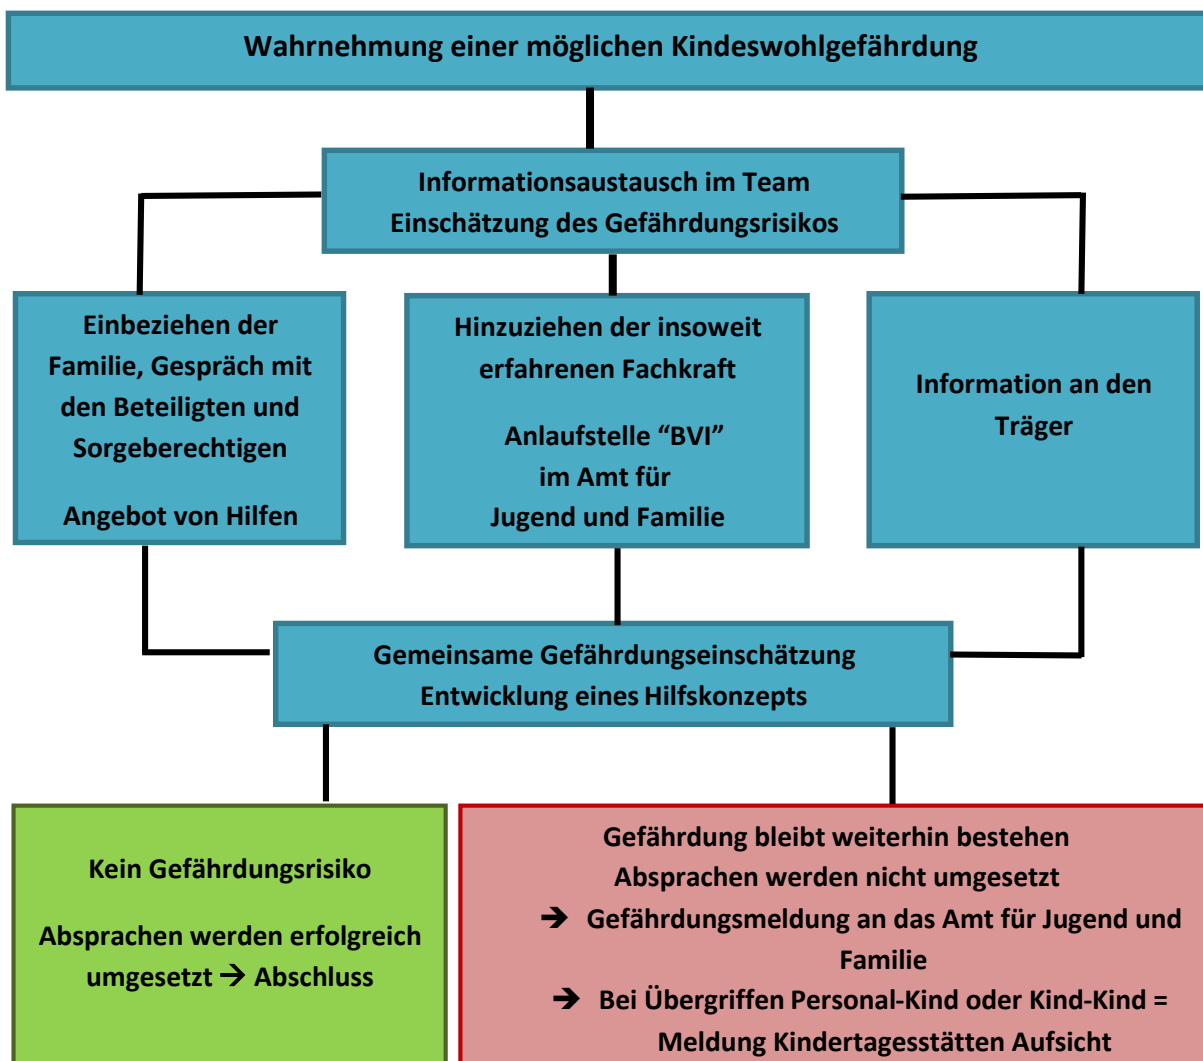 Wahrnehmung einer möglichen Kindeswohlgefährdung
Informationsaustausch im Team
Einschätzung des Gefährdungsrisikos
Einbeziehen der
Familie, Gespräch mit
den Beteiligten und
Sorgeberechtigen
Angebot von Hilfen
Hinzuziehen der insoweit
erfahrenen Fachkraft
Anlaufstelle “BVI”
im Amt für
Jugend und Familie
Information an den
Träger
Gemeinsame Gefährdungseinschätzung
Entwicklung eines Hilfskonzepts
Kein Gefährdungsrisiko
Absprachen werden erfolgreich
umgesetzt → Abschluss
Gefährdung bleibt weiterhin bestehen
Absprachen werden nicht umgesetzt
→ Gefährdungsmeldung an das Amt für Jugend und
Familie
→ Bei Übergriffen Personal-Kind oder Kind-Kind =
Meldung Kindertagesstätten Aufsicht